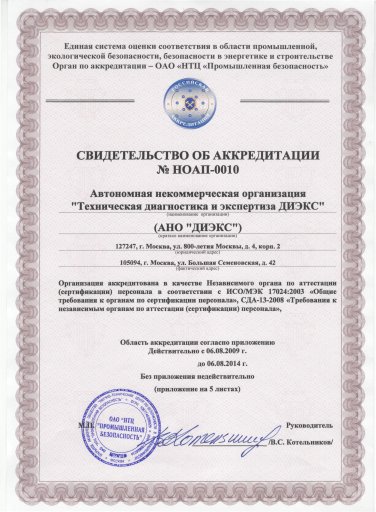 Единая система оценки соответствия в области промышленной,
экологической безопасности, безопасности в энергетике и строительстве
Орган по аккредитации – ОАО «НТЦ «Промышленная безопасность»
РОССИЙСКАЯ
АККРЕДИТАЦИЯ
СВИДЕТЕЛЬСТВО ОБ АККРЕДИТАЦИИ
№ НОАП-0010
Автономная некоммерческая организация
"Техническая диагностика и экспертиза ДИЭКС"
(наименование организации)
(АНО "ДИЭКС")
(краткое наименование организации)
127247, г. Москва, ул. 800-летия Москвы, д. 4, корп. 2
(юридический адрес)
105094, г. Москва, ул. Большая Семеновская, д. 42
(фактический адрес)
Организация аккредитована в качестве Независимого органа по аттестации
(сертификации) персонала в соответствии с ИСО/МЭК 17024:2003 «Общие
требования к органам по сертификации персонала», СДА-13-2008 «Требования к
независимым органам по аттестации (сертификации) персонала»,
Область аккредитации согласно приложению
Действительно с 06.08.2009 г.
до 06.08.2014 г.
Без приложения недействительно
(приложение на 5 листах)
М.П.
Руководитель
ОАО "НТЦ
"ПРОМЫШЛЕННАЯ
БЕЗОПАСНОСТЬ"
/В.С. Котельников/